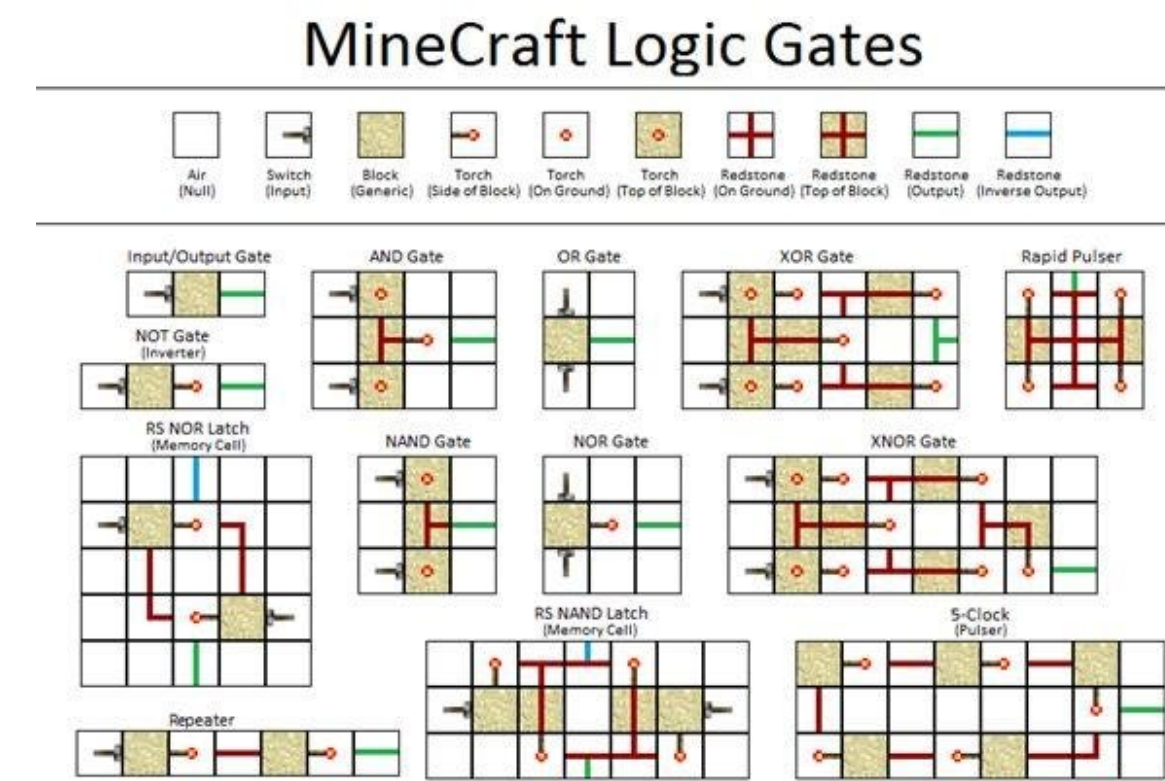 MineCraft Logic Gates
Air
(Null)
Switch
(Input)
Block
(Generic)
Torch
(Side of Block)
Torch
(On Ground)
Torch
(Top of Block)
Redstone
(On Ground)
Redstone
(Top of Block)
Redstone
(Output)
Redstone
(Inverse Output)
Input/Output Gate
AND Gate
OR Gate
XOR Gate
Rapid Pulser
NOT Gate
(Inverter)
RS NOR Latch
(Memory Cell)
NAND Gate
NOR Gate
XNOR Gate
RS NAND Latch
(Memory Cell)
5-Clock
(Pulser)
Repeater